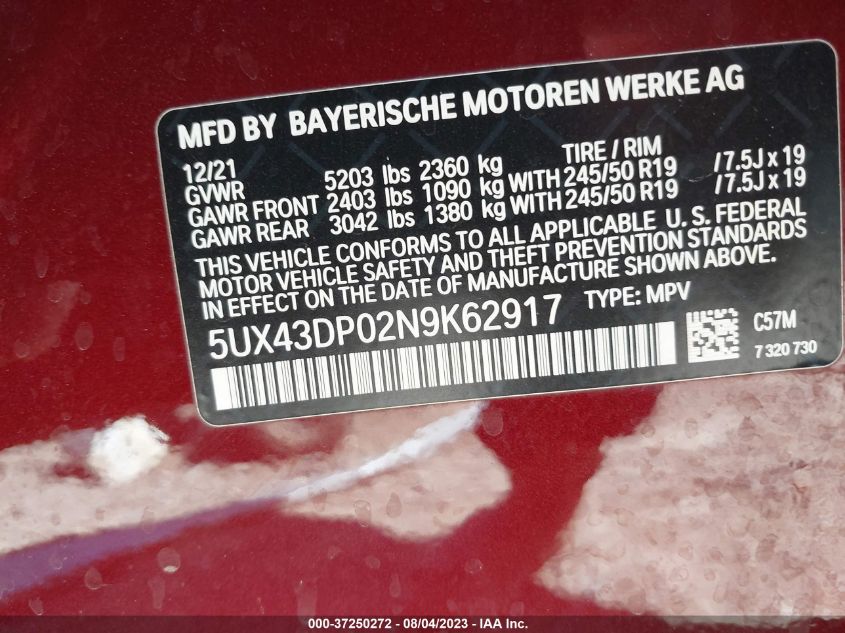 MFD BY BAYERISCHE MOTOREN WERKE AG
12/21 TIRE / RIM
GVWR 5203 lbs 2360 kg
GAWR FRONT 2403 lbs 1090 kg WITH 245/50 R19 /7.5J x 19
GAWR REAR 3042 lbs 1380 kg WITH 245/50 R19 /7.5J x 19
THIS VEHICLE CONFORMS TO ALL APPLICABLE U. S. FEDERAL
MOTOR VEHICLE SAFETY AND THEFT PREVENTION STANDARDS
IN EFFECT ON THE DATE OF MANUFACTURE SHOWN ABOVE.
5UX43DP02N9K62917 TYPE: MPV
C57M
7 320 730
000-37250272 - 08/04/2023 - IAA Inc.